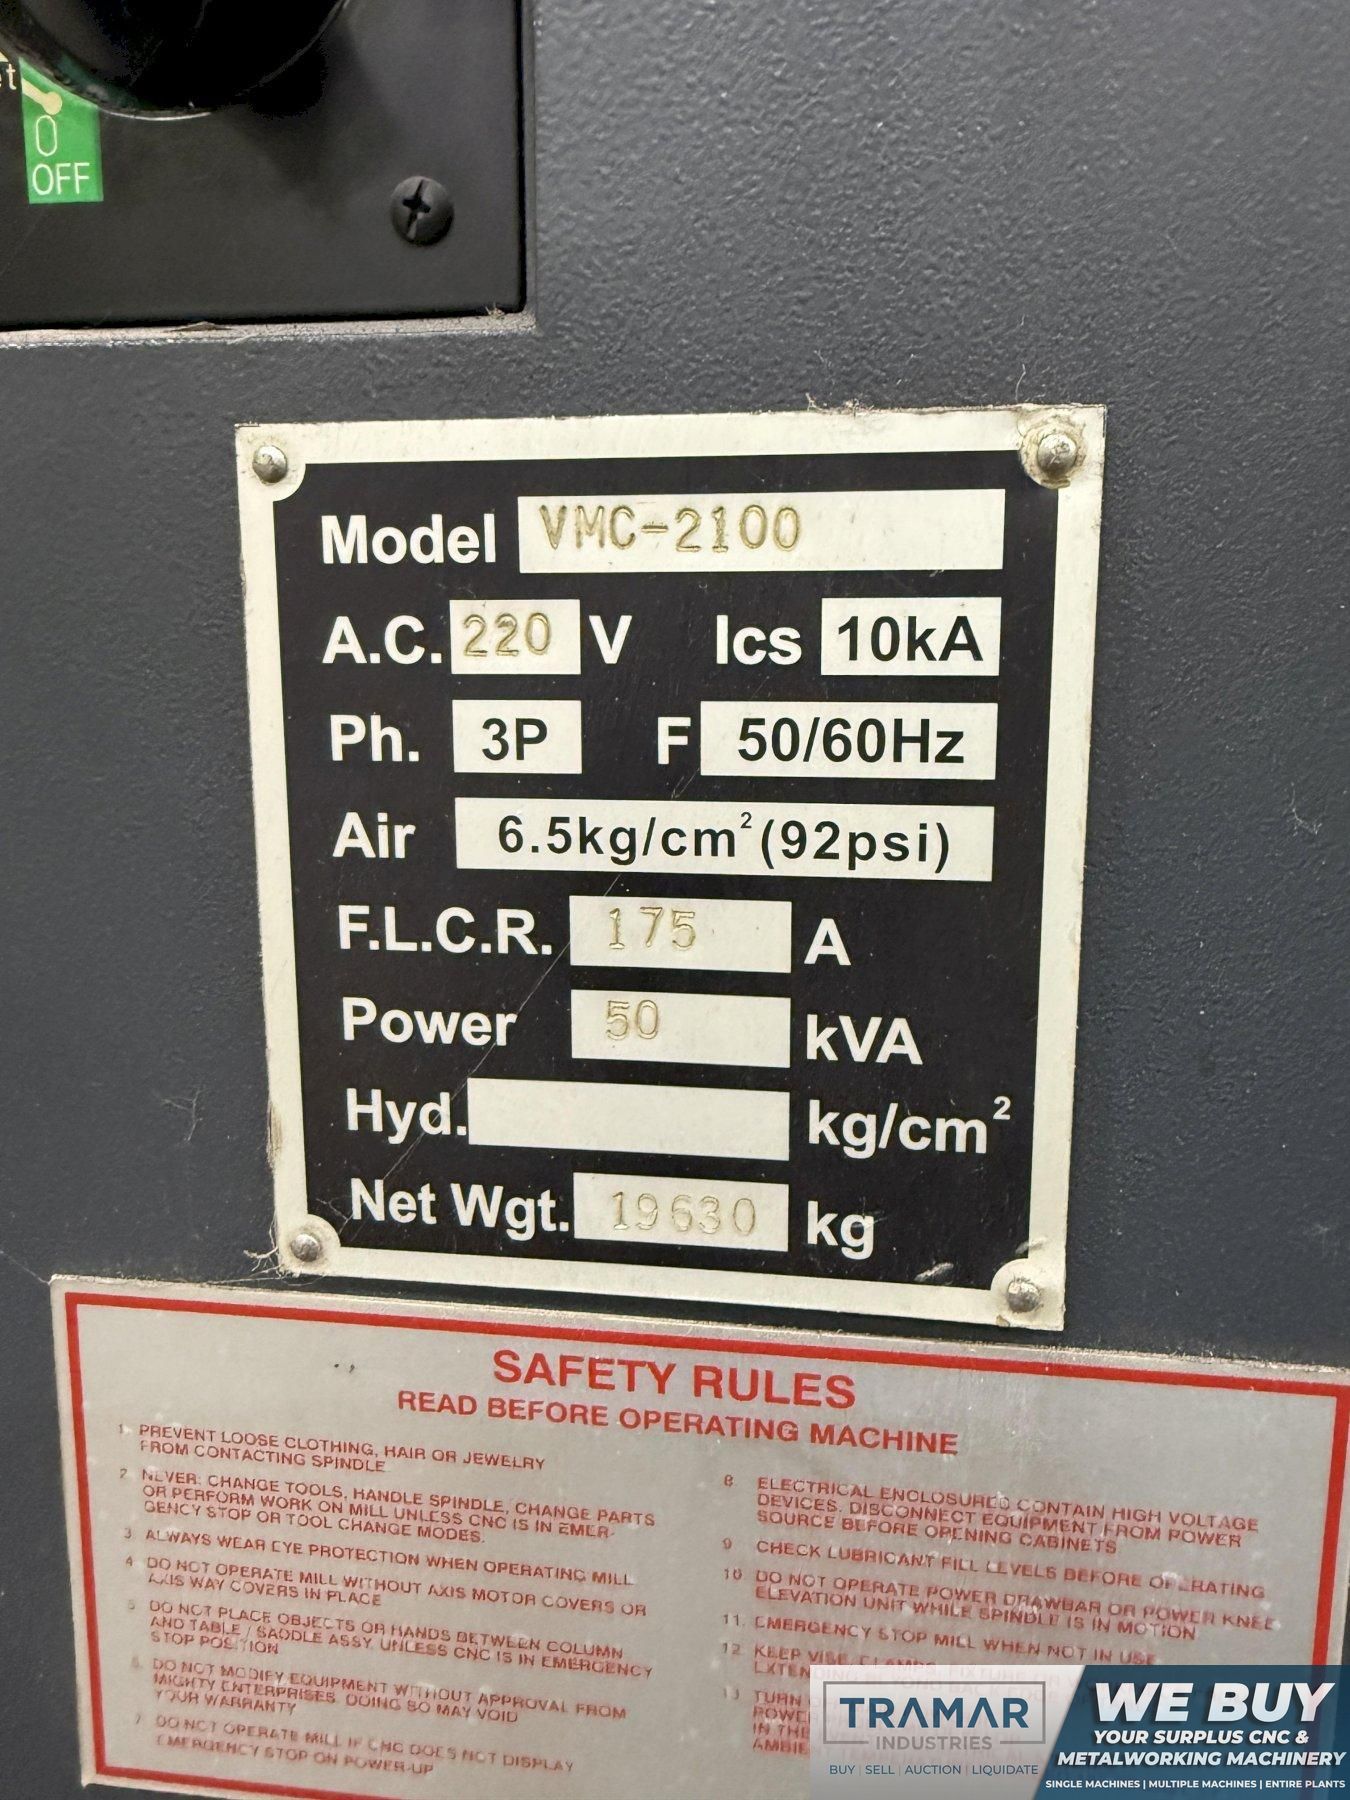 et
0
OFF
Model VMC-2100
A.C. 220 V Ics 10kA
Ph. 3P F 50/60Hz
Air 6.5kg/cm² (92psi)
F.L.C.R. 175 A
Power 50 kVA
Hyd. kg/cm²
Net Wgt. 19630 kg
SAFETY RULES
READ BEFORE OPERATING MACHINE
1. PREVENT LOOSE CLOTHING, HAIR OR JEWELRY
FROM CONTACTING SPINDLE
2 NEVER: CHANGE TOOLS, HANDLE SPINDLE, CHANGE PARTS
OR PERFORM WORK ON MILL UNLESS CNC IS IN EMER-
GENCY STOP OR TOOL CHANGE MODES.
3 ALWAYS WEAR EYE PROTECTION WHEN OPERATING MILL
4 DO NOT OPERATE MILL WITHOUT AXIS MOTOR COVERS OR
AXIS WAY COVERS IN PLACE
5 DO NOT PLACE OBJECTS OR HANDS BETWEEN COLUMN
AND TABLE / SADDLE ASSY. UNLESS CNC IS IN EMERGENCY
STOP POSITION
6. DO NOT MODIFY EQUIPMENT WITHOUT APPROVAL FROM
MIGHTY ENTERPRISES. DOING SO MAY VOID
YOUR WARRANTY
7 DO NOT OPERATE MILL IF CNC DOES NOT DISPLAY
EMERGENCY STOP ON POWER-UP
8 ELECTRICAL ENCLOSURES CONTAIN HIGH VOLTAGE
DEVICES. DISCONNECT EQUIPMENT FROM POWER
SOURCE BEFORE OPENING CABINETS
9 CHECK LUBRICANT FILL LEVELS BEFORE OPERATING
10 DO NOT OPERATE POWER DRAWBAR OR POWER KNEE
ELEVATION UNIT WHILE SPINDLE IS IN MOTION
11. EMERGENCY STOP MILL WHEN NOT IN USE
12 KEEP VISE, CLAMPS, FIXTURE OR
13 TURN
POWE
IN THE
AMBIE
TRAMAR
INDUSTRIES
BUY | SELL | AUCTION | LIQUIDATE
WE BUY
YOUR SURPLUS CNC &
METALWORKING MACHINERY
SINGLE MACHINES | MULTIPLE MACHINES | ENTIRE PLANTS